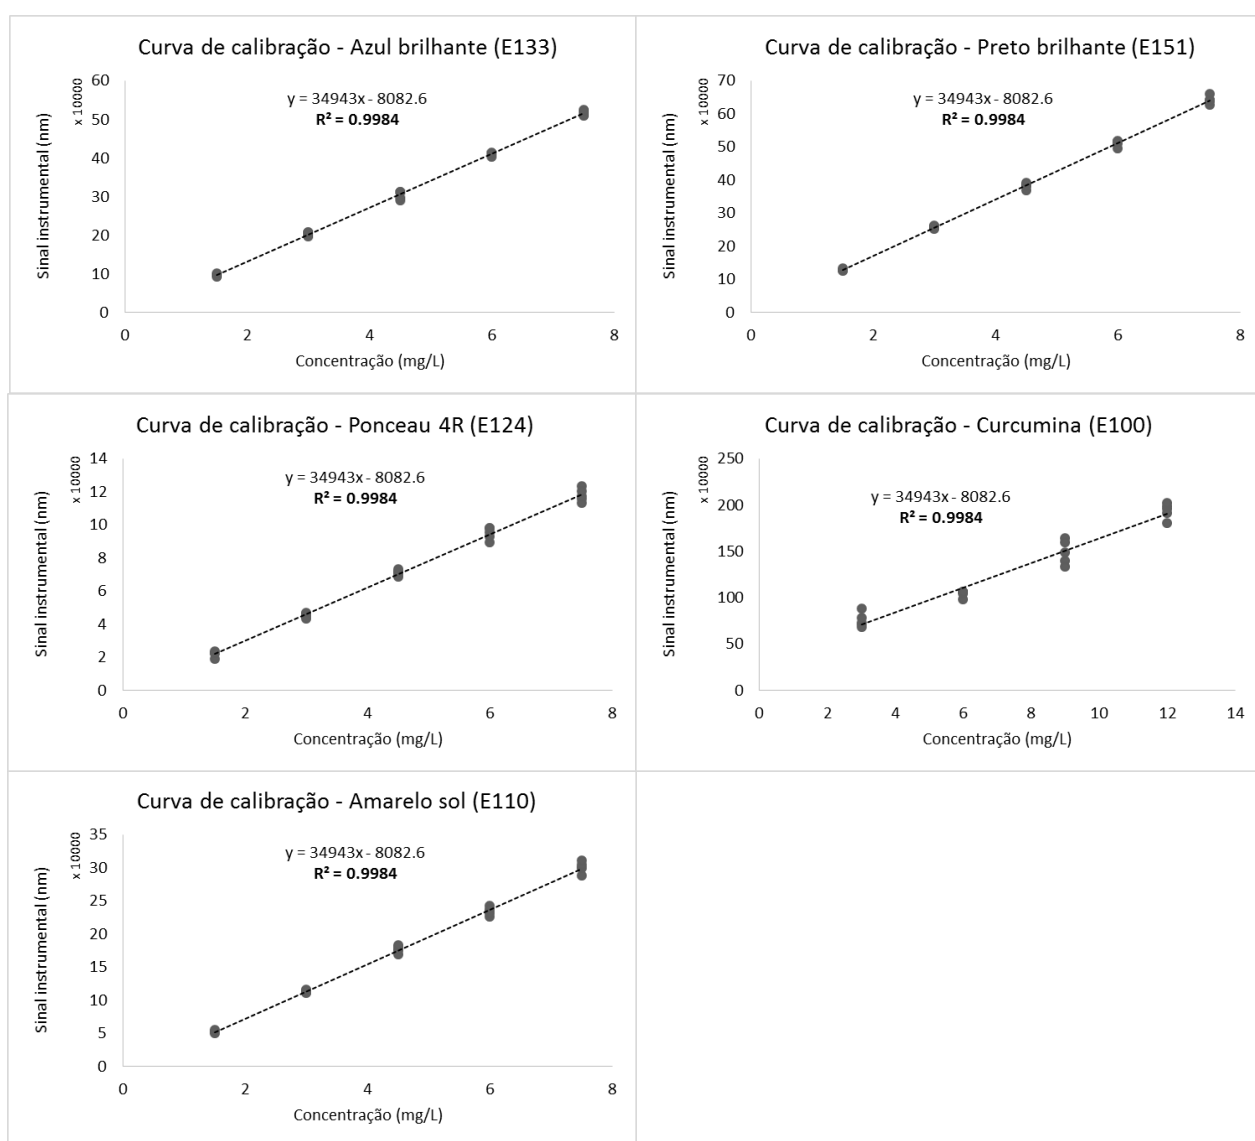 Curva de calibração - Azul brilhante (E133)
x 10000
60
50
40
30
20
10
0
y = 34943x - 8082.6
R² = 0.9984
Sinal instrumental (nm)
0 2 4 6 8
Concentração (mg/L)
Curva de calibração - Preto brilhante (E151)
x 10000
70
60
50
40
30
20
10
0
y = 34943x - 8082.6
R² = 0.9984
Sinal instrumental (nm)
0 2 4 6 8
Concentração (mg/L)
Curva de calibração - Ponceau 4R (E124)
x 10000
14
12
10
8
6
4
2
0
y = 34943x - 8082.6
R² = 0.9984
Sinal instrumental (nm)
0 2 4 6 8
Concentração (mg/L)
Curva de calibração - Curcumina (E100)
x 10000
250
200
150
100
50
0
y = 34943x - 8082.6
R² = 0.9984
Sinal instrumental (nm)
0 2 4 6 8 10 12 14
Concentração (mg/L)
Curva de calibração - Amarelo sol (E110)
x 10000
35
30
25
20
15
10
5
0
y = 34943x - 8082.6
R² = 0.9984
Sinal instrumental (nm)
0 2 4 6 8
Concentração (mg/L)